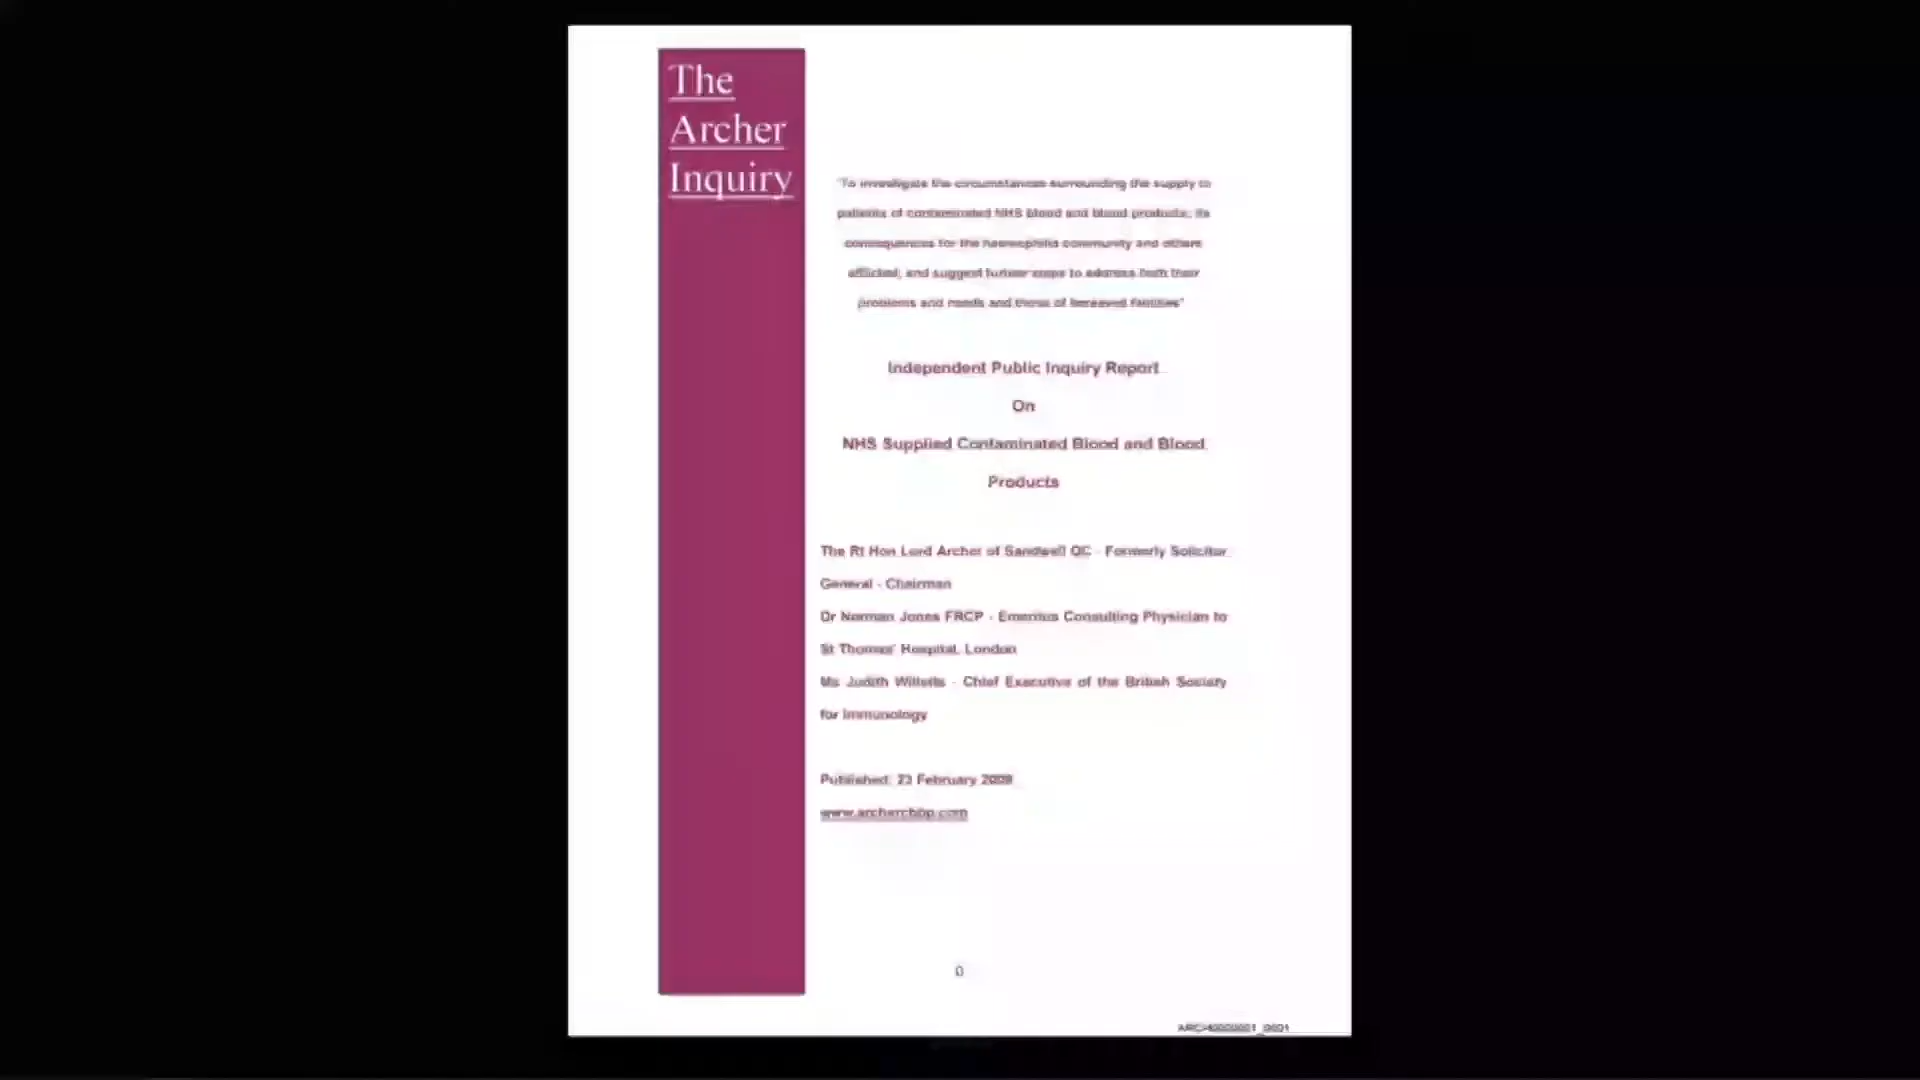 The
Archer
Inquiry
"To investigate the circumstances surrounding the supply to
patients of contaminated NHS blood and blood products; its
consequences for the haemophilia community and others
afflicted; and suggest further steps to address both their
problems and needs and those of bereaved families"
Independent Public Inquiry Report
On
NHS Supplied Contaminated Blood and Blood
Products
The Rt Hon Lord Archer of Sandwell QC - Formerly Solicitor
General - Chairman
Dr Norman Jones FRCP - Emeritus Consulting Physician to
St Thomas' Hospital, London
Ms Judith Willetts - Chief Executive of the British Society
for Immunology
Published: 23 February 2009
www.archercbbp.com
0